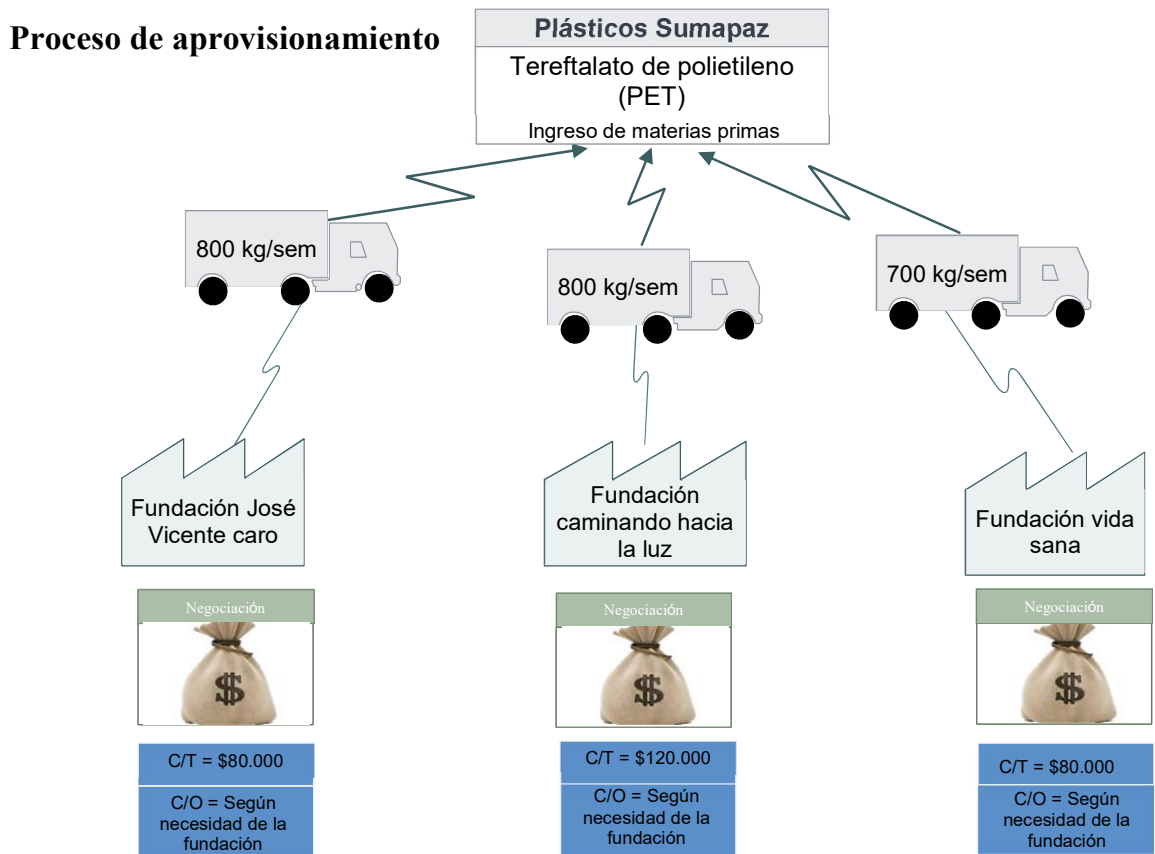 Proceso de aprovisionamiento
Plásticos Sumapaz
Tereftalato de polietileno
(PET)
Ingreso de materias primas
800 kg/sem
800 kg/sem
700 kg/sem
Fundación José
Vicente caro
Fundación
caminando hacia
la luz
Fundación vida
sana
Negociación
$
C/T = $80.000
C/O = Según
necesidad de la
fundación
Negociación
$
C/T = $120.000
C/O = Según
necesidad de la
fundación
Negociación
$
C/T = $80.000
C/O = Según
necesidad de la
fundación